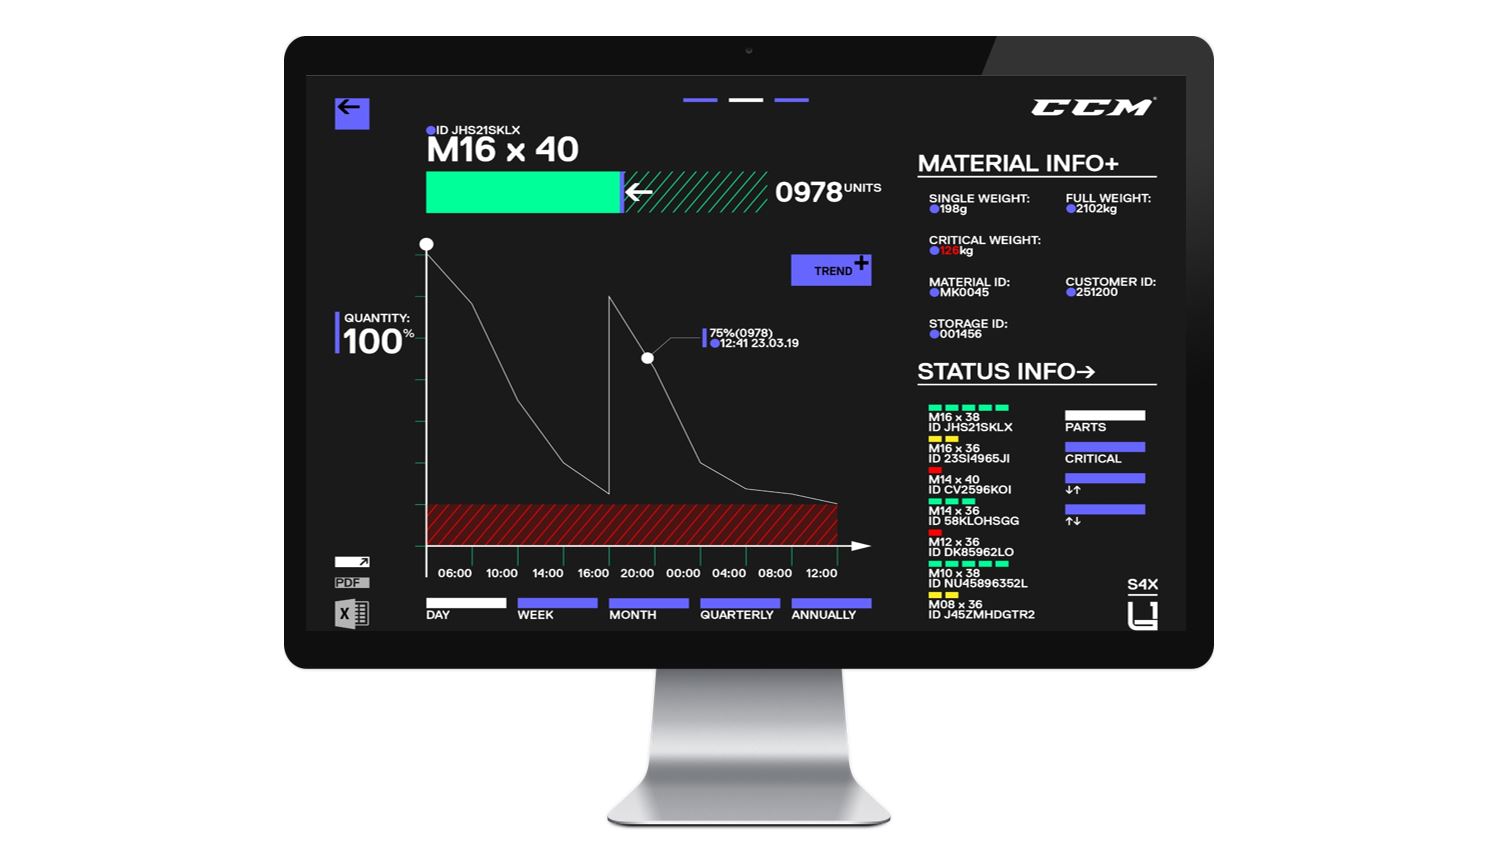 CCM
ID JHS21SKLX
M16 x 40
0978 UNITS
TREND+
QUANTITY:
100%
75%(0978)
12:41 23.03.19
06:00 10:00 14:00 16:00 20:00 00:00 04:00 08:00 12:00
DAY WEEK MONTH QUARTERLY ANNUALLY
PDF
X
MATERIAL INFO+
SINGLE WEIGHT: FULL WEIGHT:
198g 2102kg
CRITICAL WEIGHT:
126kg
MATERIAL ID: CUSTOMER ID:
MK0045 251200
STORAGE ID:
001456
STATUS INFO→
M16 x 38
ID JHS21SKLX
M16 x 36
ID 23SI4965JI
M14 x 40
ID CV2596KOI
M14 x 36
ID 58KLOHSGG
M12 x 36
ID DK85962LO
M10 x 38
ID NU45896352L
M08 x 36
ID J45ZMHDGTR2
PARTS
CRITICAL
↓↑
↑↓
S4X